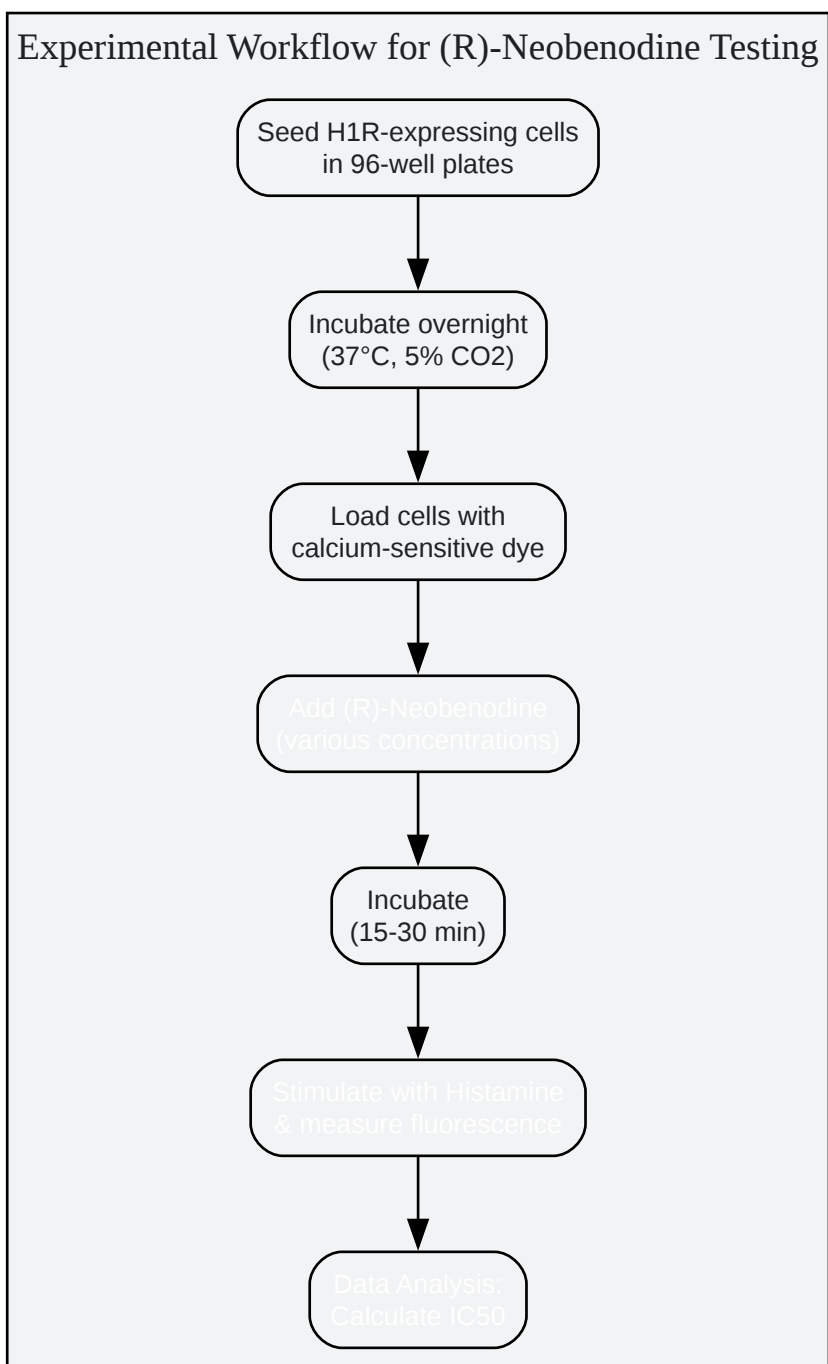 Experimental Workflow for (R)-Neobenodine Testing
Seed H1R-expressing cells
in 96-well plates
Incubate overnight
(37°C, 5% CO2)
Load cells with
calcium-sensitive dye
Add (R)-Neobenodine
(various concentrations)
Incubate
(15-30 min)
Stimulate with Histamine
& measure fluorescence
Data Analysis:
Calculate IC50